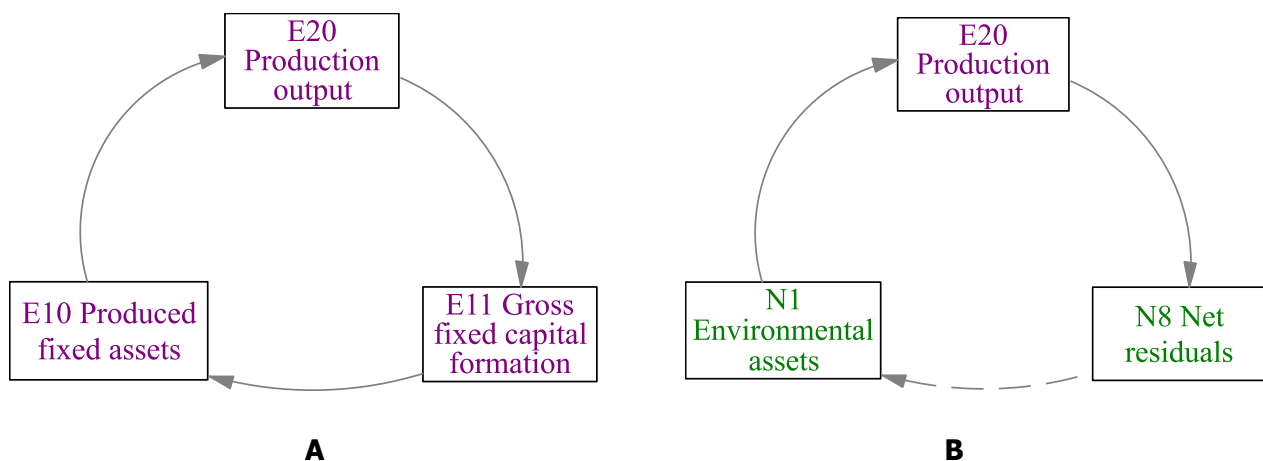 E20
Production
output
E10 Produced
fixed assets
E11 Gross
fixed capital
formation
A
E20
Production
output
N1
Environmental
assets
N8 Net
residuals
B